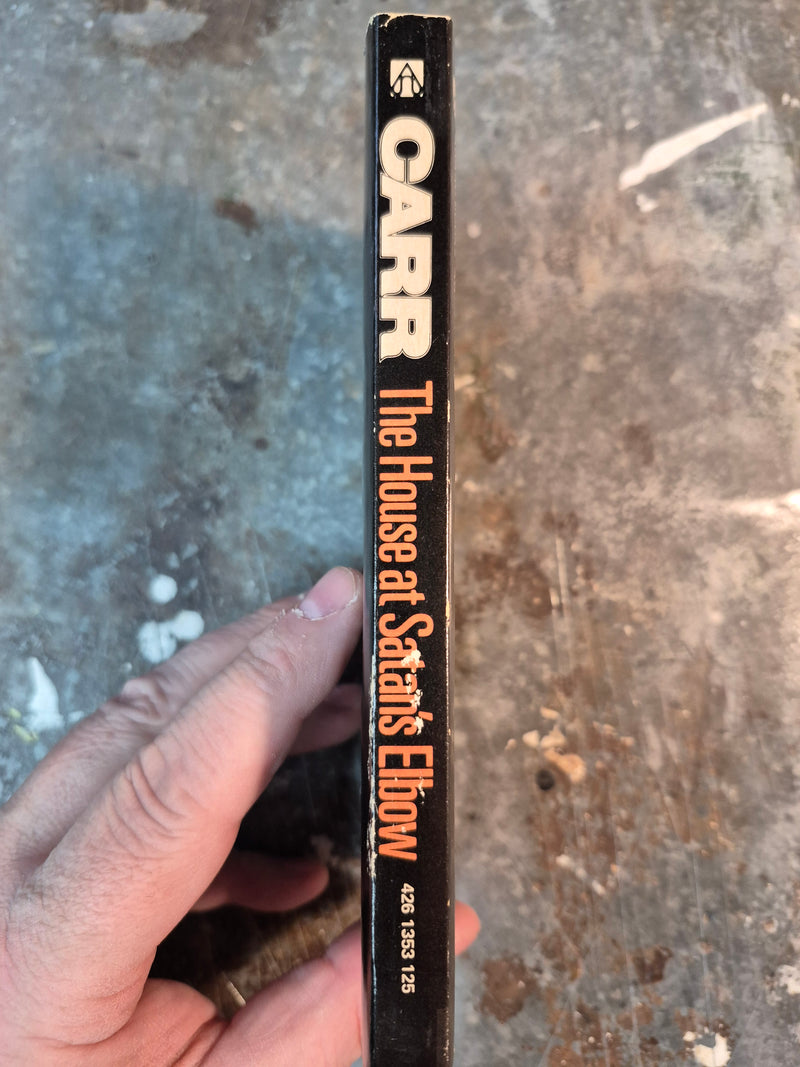 CARR
The House at Satan's Elbow
426 1353 125